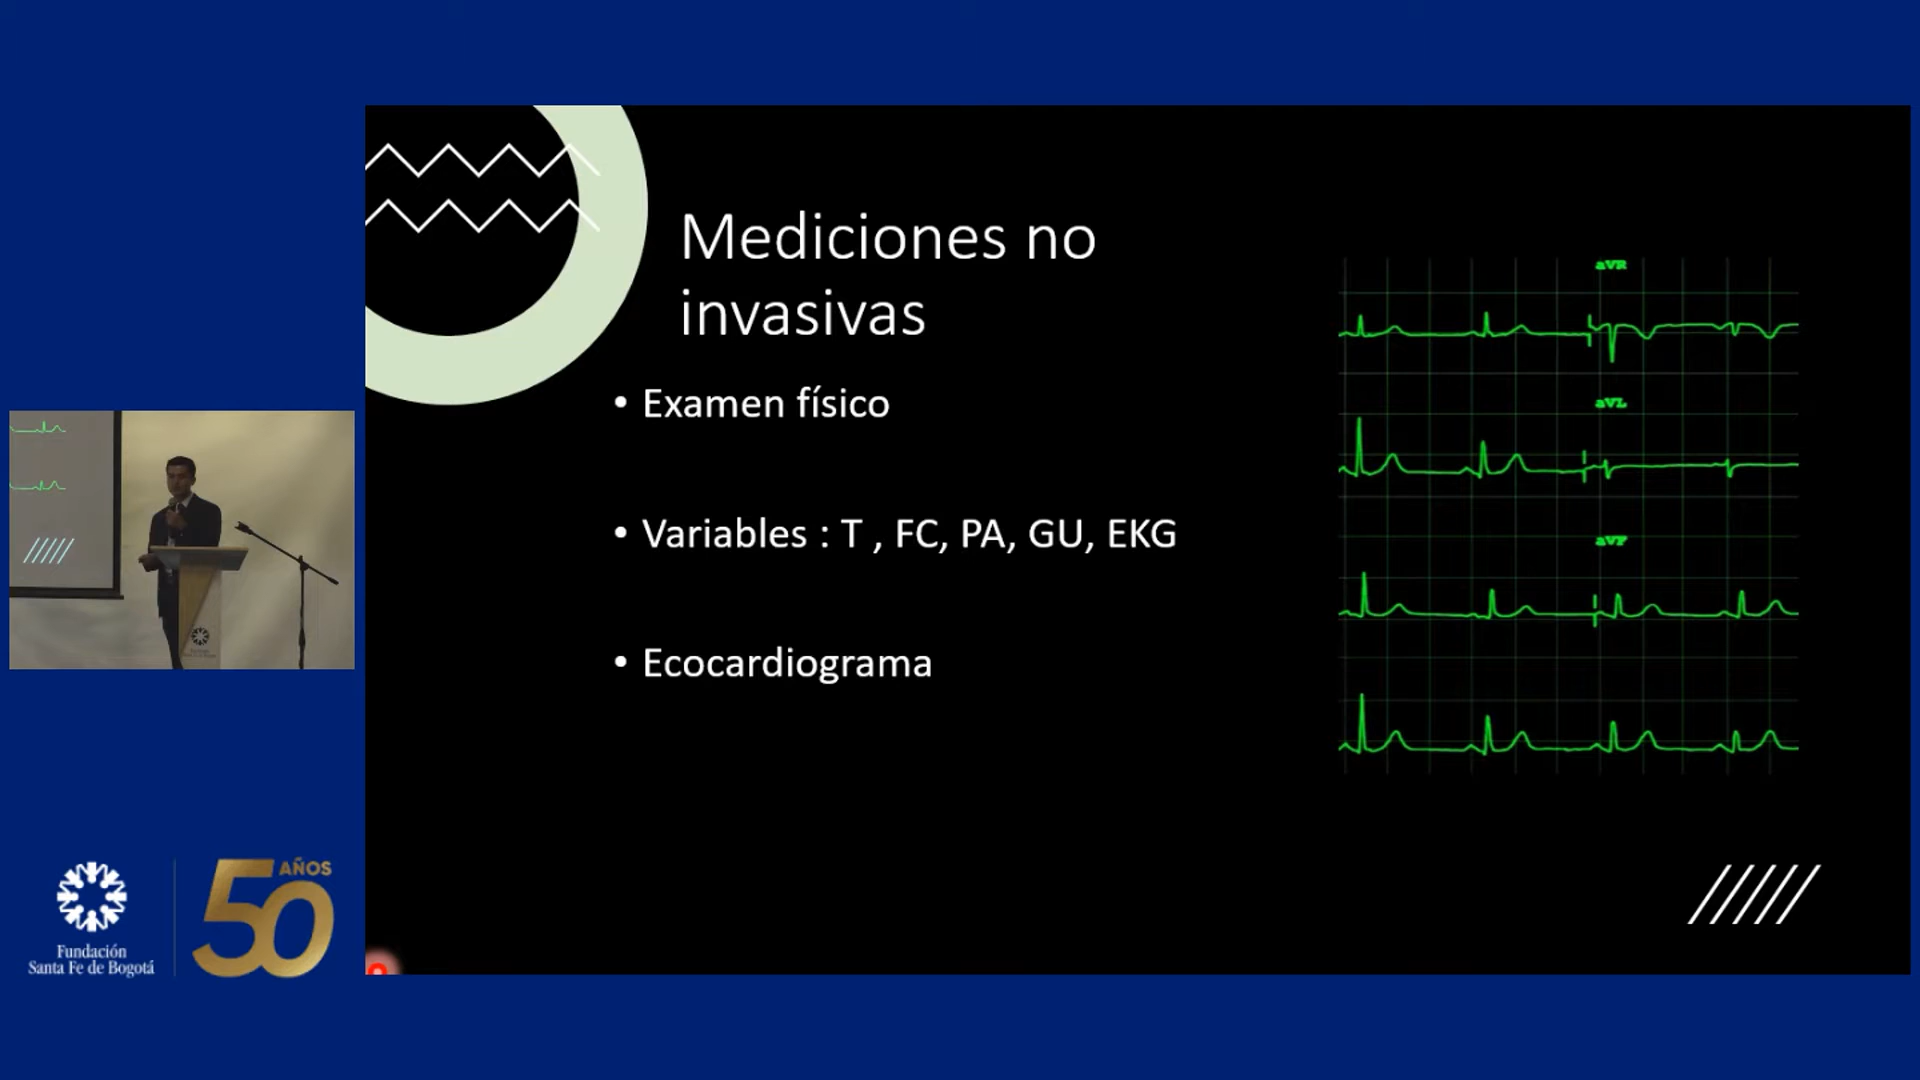 Mediciones no
invasivas
• Examen físico
• Variables : T , FC, PA, GU, EKG
• Ecocardiograma
aVR
aVL
aVF
Fundación
Santa Fe de Bogotá
50 AÑOS